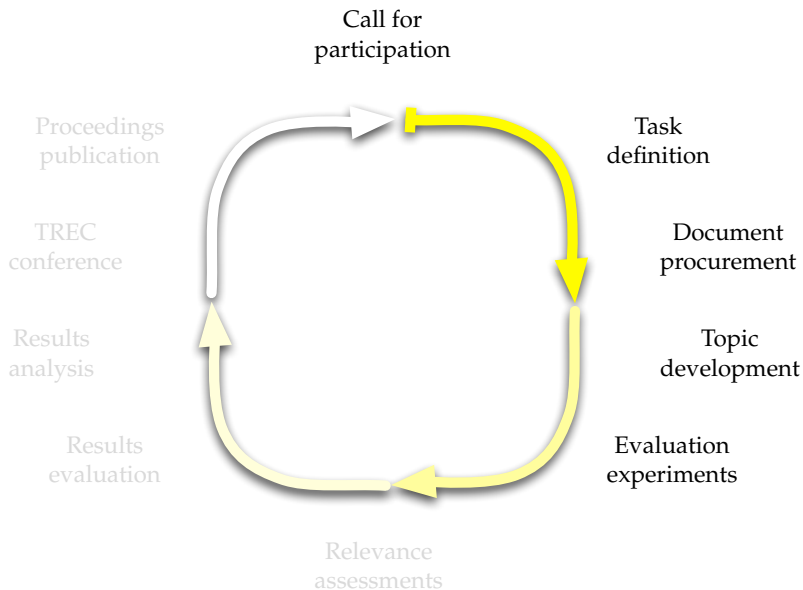 Call for
participation
Task
definition
Document
procurement
Topic
development
Evaluation
experiments
Relevance
assessments
Results
evaluation
Results
analysis
TREC
conference
Proceedings
publication